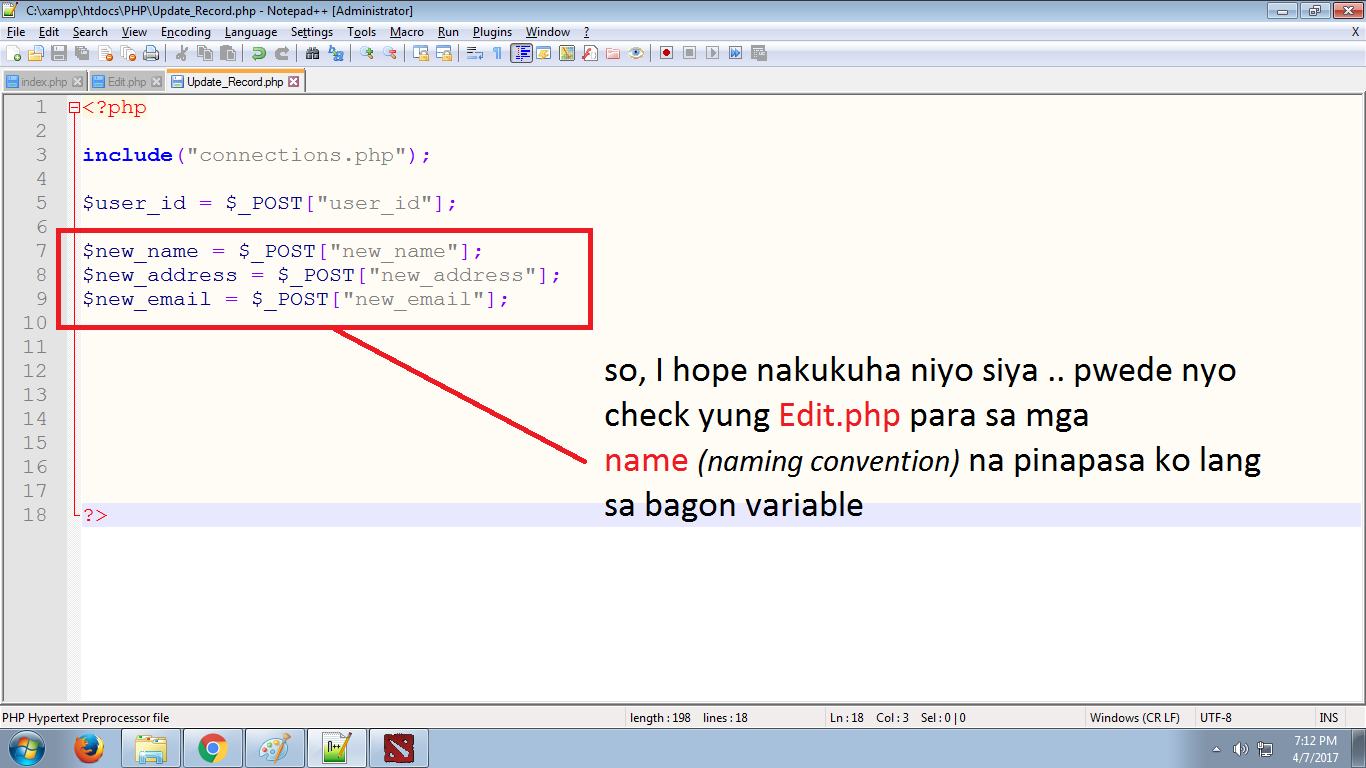 C:\xampp\htdocs\PHP\Update_Record.php - Notepad++ [Administrator]
File Edit Search View Encoding Language Settings Tools Macro Run Plugins Window ? X
index.php Edit.php Update_Record.php
1 <?php
2
3 include("connections.php");
4
5 $user_id = $_POST["user_id"];
6
7 $new_name = $_POST["new_name"];
8 $new_address = $_POST["new_address"];
9 $new_email = $_POST["new_email"];
10
11
12
13
14
15
16
17
18 ?>
so, I hope nakukuha niyo siya .. pwede nyo
check yung Edit.php para sa mga
name (naming convention) na pinapasa ko lang
sa bagon variable
PHP Hypertext Preprocessor file length : 198 lines : 18 Ln : 18 Col : 3 Sel : 0 | 0 Windows (CR LF) UTF-8 INS
7:12 PM
4/7/2017